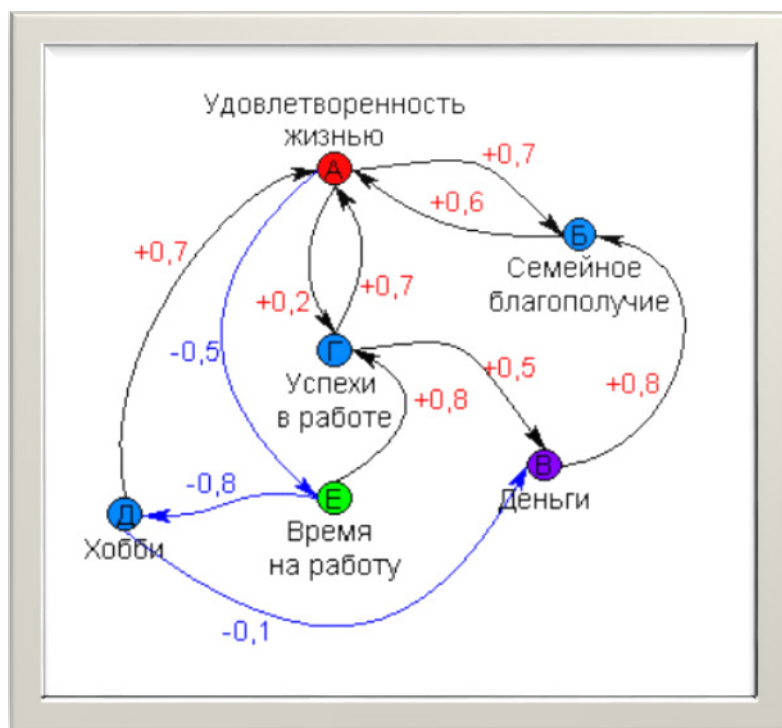 Удовлетворенность
жизнью
А
+0,7
+0,6
Б
Семейное
благополучие
+0,7
+0,2
+0,7
-0,5
Г
Успехи
в работе
+0,5
+0,8
+0,8
В
Деньги
-0,8
Д
Хобби
Е
Время
на работу
-0,1